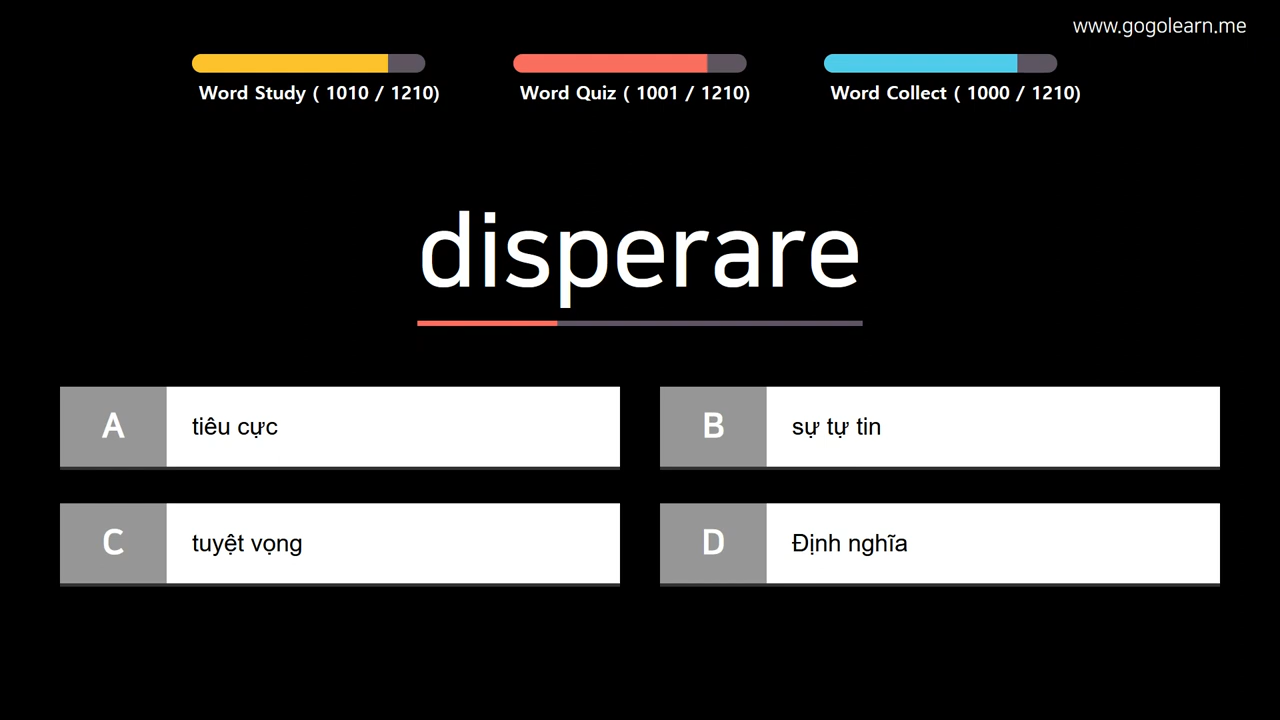 www.gogolearn.me
Word Study ( 1010 / 1210)
Word Quiz ( 1001 / 1210)
Word Collect ( 1000 / 1210)
disperare
A tiêu cực
B sự tự tin
C tuyệt vọng
D Định nghĩa